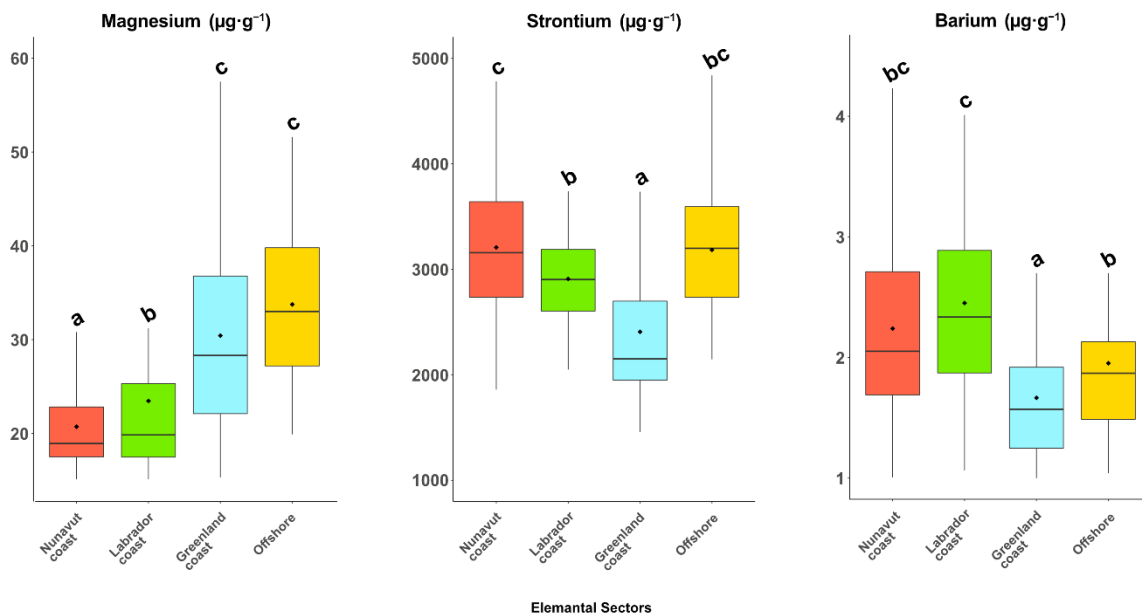 Magnesium (µg·g⁻¹)
60
50
40
30
20
a
b
c
c
Nunavut
coast
Labrador
coast
Greenland
coast
Offshore
Strontium (µg·g⁻¹)
5000
4000
3000
2000
1000
c
b
a
bc
Nunavut
coast
Labrador
coast
Greenland
coast
Offshore
Barium (µg·g⁻¹)
4
3
2
1
bc
c
a
b
Nunavut
coast
Labrador
coast
Greenland
coast
Offshore
Elemantal Sectors